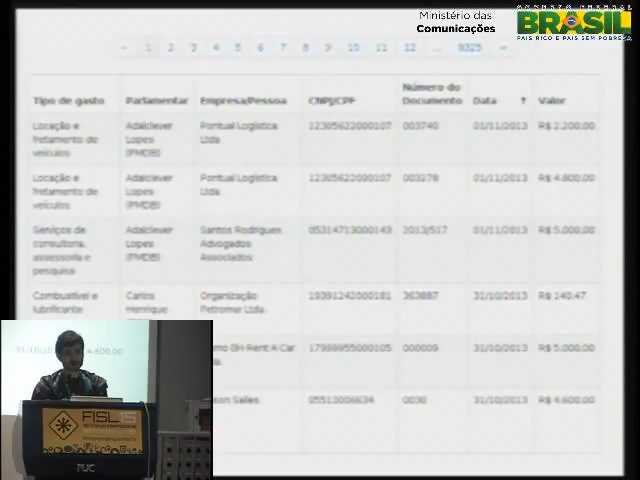 Ministério das
Comunicações
GOVERNO FEDERAL
BRASIL
PAÍS RICO É PAÍS SEM POBREZA
← 1 2 3 4 5 6 7 8 9 10 11 12 ... 8325 →
Tipo de gasto Parlamentar Empresa/Pessoa CNPJ/CPF Número do Documento Data ↑ Valor
Locação e fretamento de veículos Adalclever Lopes (PMDB) Pontual Logística Ltda 12305622000107 003740 01/11/2013 R$ 2.200.00
Locação e fretamento de veículos Adalclever Lopes (PMDB) Pontual Logística Ltda 12305622000107 003278 01/11/2013 R$ 4.800.00
Serviços de consultoria, assessoria e pesquisa Adalclever Lopes (PMDB) Santos Rodrigues Advogados Associados 05314713000143 2013/517 01/11/2013 R$ 5.000.00
Combustível e lubrificante Carlos Henrique Organização Petromar Ltda. 19391242000181 363887 31/10/2013 R$ 140.47
BH Rent A Car 17999955000105 000009 31/10/2013 R$ 5.000.00
Salles 05513006634 0030 31/10/2013 R$ 4.600.00
4.600.00
FISL15
PUC